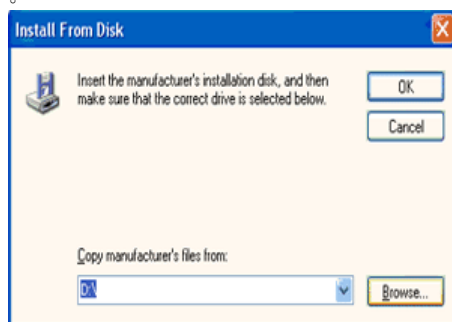 Install From Disk
Insert the manufacturer's installation disk, and then
make sure that the correct drive is selected below.
OK
Cancel
Copy manufacturer's files from:
D:\
Browse...